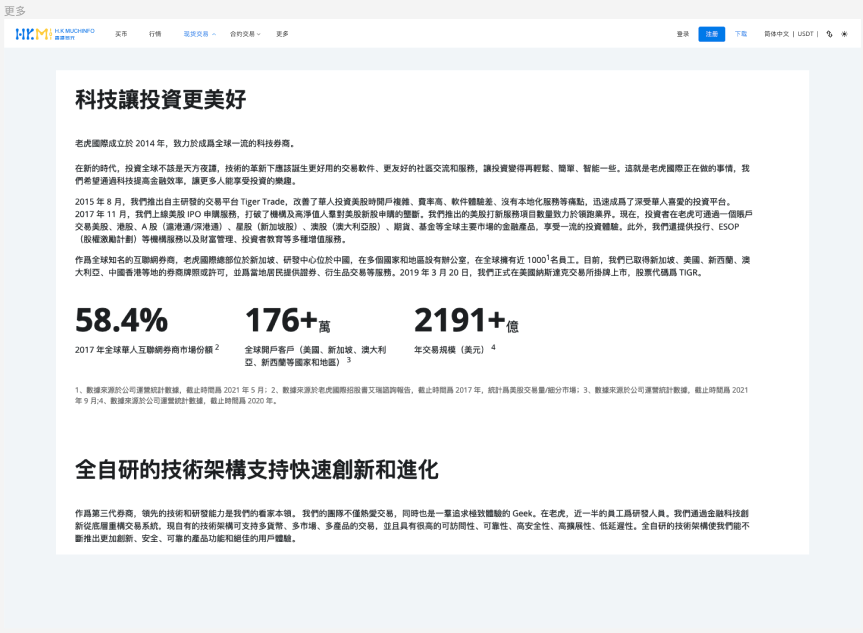 更多
H.K.M
H.K MUCHINFO
买币
行情
现货交易
合约交易
更多
登录
注册
下载
简体中文 | USDT |
科技讓投資更美好
老虎國際成立於 2014 年，致力於成爲全球一流的科技券商。
在新的時代，投資全球不該是天方夜譚，技術的革新下應該誕生更好用的交易軟件、更友好的社區交流和服務，讓投資變得再輕鬆、簡單、智能一些。這就是老虎國際正在做的事情，我
們希望通過科技提高金融效率，讓更多人能享受投資的樂趣。
2015 年 8 月，我們推出自主研發的交易平台 Tiger Trade，改善了華人投資美股時開戶複雜、費率高、軟件體驗差、沒有本地化服務等痛點，迅速成爲了深受華人喜愛的投資平台。
2017 年 11 月，我們上線美股 IPO 申購服務，打破了機構及高淨值人羣對美股新股申購的壟斷。我們推出的美股打新服務項目數量致力於領跑業界。現在，投資者在老虎可通過一個賬戶
交易美股、港股、A 股（滬港通/深港通）、星股（新加坡股）、澳股（澳大利亞股）、期貨、基金等全球主要市場的金融產品，享受一流的投資體驗。此外，我們還提供投行、ESOP
（股權激勵計劃）等機構服務以及財富管理、投資者教育等多種增值服務。
作爲全球知名的互聯網券商，老虎國際總部位於新加坡、研發中心位於中國，在多個國家和地區設有辦公室，在全球擁有近 10001名員工。目前，我們已取得新加坡、美國、新西蘭、澳
大利亞、中國香港等地的券商牌照或許可，並爲當地居民提供證券、衍生品交易等服務。2019 年 3 月 20 日，我們正式在美國納斯達克交易所掛牌上市，股票代碼爲 TIGR。
58.4%
2017 年全球華人互聯網券商市場份額 2
176+萬
全球開戶客戶（美國、新加坡、澳大利
亞、新西蘭等國家和地區） 3
2191+億
年交易規模（美元） 4
1、數據來源於公司運營統計數據，截止時間爲 2021 年 5 月；2、數據來源於老虎國際招股書艾瑞諮詢報告，截止時間爲 2017 年，統計爲美股交易量/細分市場；3、數據來源於公司運營統計數據，截止時間爲 2021
年 9 月;4、數據來源於公司運營統計數據，截止時間爲 2020 年。
全自研的技術架構支持快速創新和進化
作爲第三代券商，領先的技術和研發能力是我們的看家本領。 我們的團隊不僅熱愛交易，同時也是一羣追求極致體驗的 Geek。在老虎，近一半的員工爲研發人員。我們通過金融科技創
新從底層重構交易系統，現自有的技術架構可支持多貨幣、多市場、多產品的交易，並且具有很高的可訪問性、可靠性、高安全性、高擴展性、低延遲性。全自研的技術架構使我們能不
斷推出更加創新、安全、可靠的產品功能和絕佳的用戶體驗。